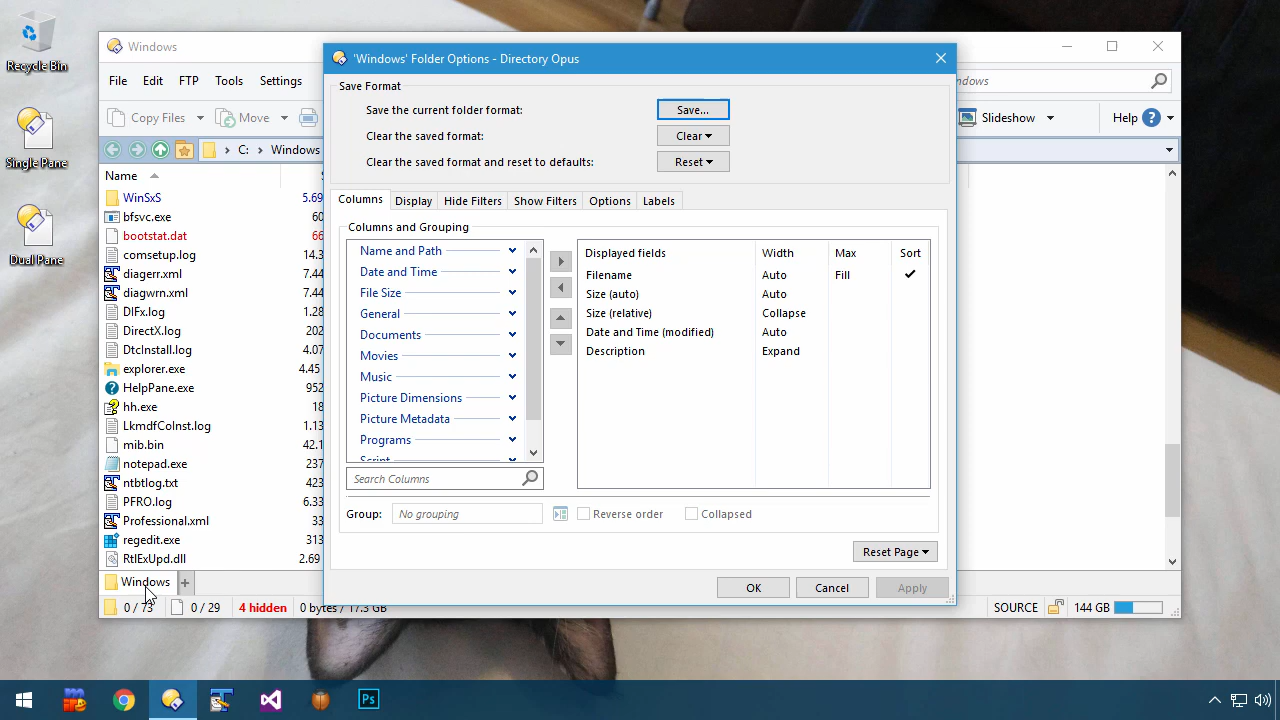 Recycle Bin
Single Pane
Dual Pane
Windows
File Edit FTP Tools Settings
Copy Files Move
C: Windows
Name
WinSxS 5.69
bfsvc.exe 60
bootstat.dat 66
comsetup.log 14.3
diagerr.xml 7.44
diagwrn.xml 7.44
DIFx.log 1.28
DirectX.log 202
DtcInstall.log 4.07
explorer.exe 4.45
HelpPane.exe 952
hh.exe 18
LkmdfCoInst.log 1.13
mib.bin 42.1
notepad.exe 237
ntbtlog.txt 423
PFRO.log 6.33
Professional.xml 33
regedit.exe 313
RtlExUpd.dll 2.69
Windows
0 / 73 0 / 29 4 hidden 0 bytes / 17.3 GB
Slideshow Help
SOURCE 144 GB
'Windows' Folder Options - Directory Opus
Save Format
Save the current folder format: Save...
Clear the saved format: Clear
Clear the saved format and reset to defaults: Reset
Columns Display Hide Filters Show Filters Options Labels
Columns and Grouping
Name and Path
Date and Time
File Size
General
Documents
Movies
Music
Picture Dimensions
Picture Metadata
Programs
Script
Search Columns
Displayed fields Width Max Sort
Filename Auto Fill
Size (auto) Auto
Size (relative) Collapse
Date and Time (modified) Auto
Description Expand
Group: No grouping Reverse order Collapsed
Reset Page
OK Cancel Apply
Ps